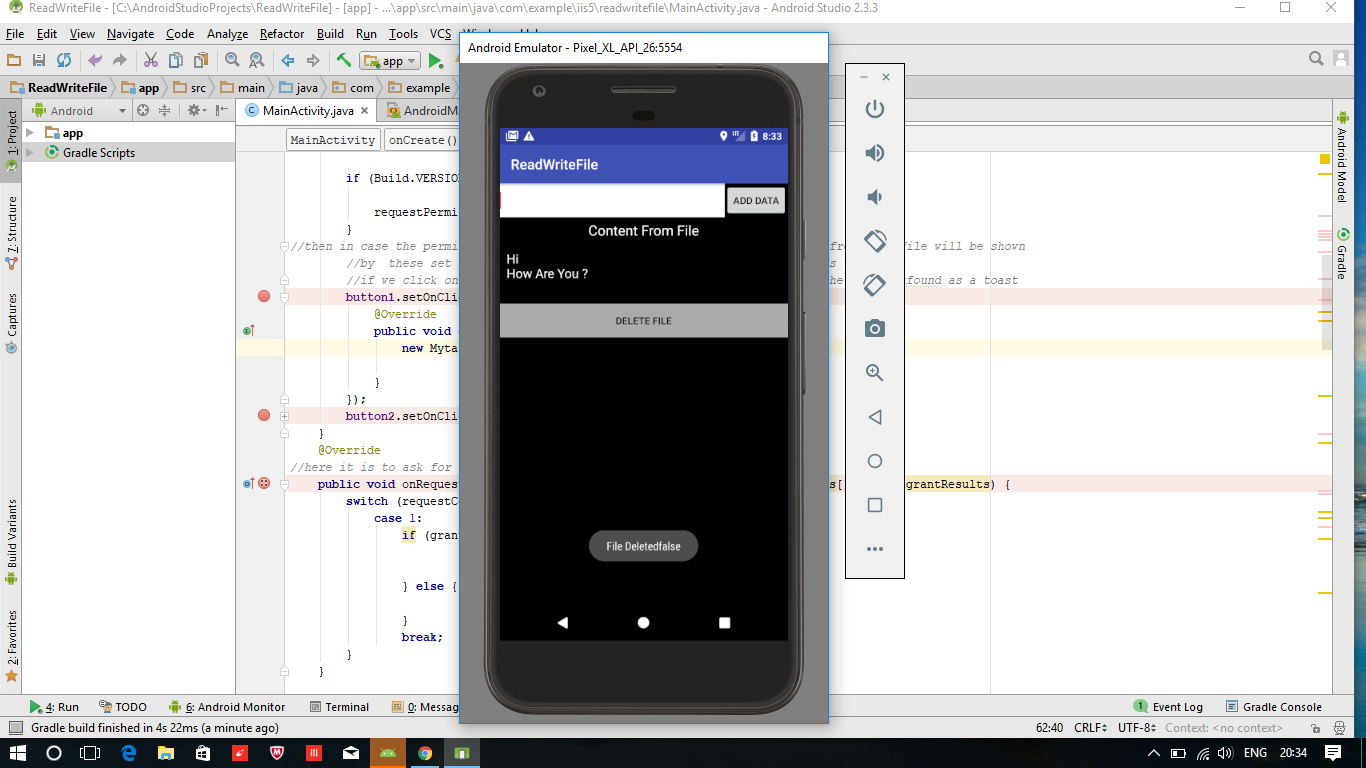 ReadWriteFile - [C:\AndroidStudioProjects\ReadWriteFile] - [app] - ...\app\src\main\java\com\example\iis5\readwritefile\MainActivity.java - Android Studio 2.3.3
File Edit View Navigate Code Analyze Refactor Build Run Tools VCS
Android Emulator - Pixel_XL_API_26:5554
app
ReadWriteFile app src main java com example
Android
MainActivity.java
MainActivity
onCreate()
1: Project
7: Structure
Captures
Build Variants
2: Favorites
app
Gradle Scripts
if (Build.VERSION
requestPermi
}
//then in case the permi
file will be shown
//by these set
//if we click on
found as a toast
button1.setOnCli
@Override
public void
new Myta
}
});
button2.setOnCli
}
@Override
//here it is to ask for
public void onReques
s[
grantResults) {
switch (requestCo
case 1:
if (gran
} else {
}
break;
}
}
8:33
ReadWriteFile
ADD DATA
Content From File
Hi
How Are You ?
DELETE FILE
File Deletedfalse
Android Model
Gradle
4: Run TODO 6: Android Monitor Terminal 0: Messag
1 Event Log Gradle Console
Gradle build finished in 4s 22ms (a minute ago)
62:40 CRLF UTF-8 Context: <no context>
ENG 20:34